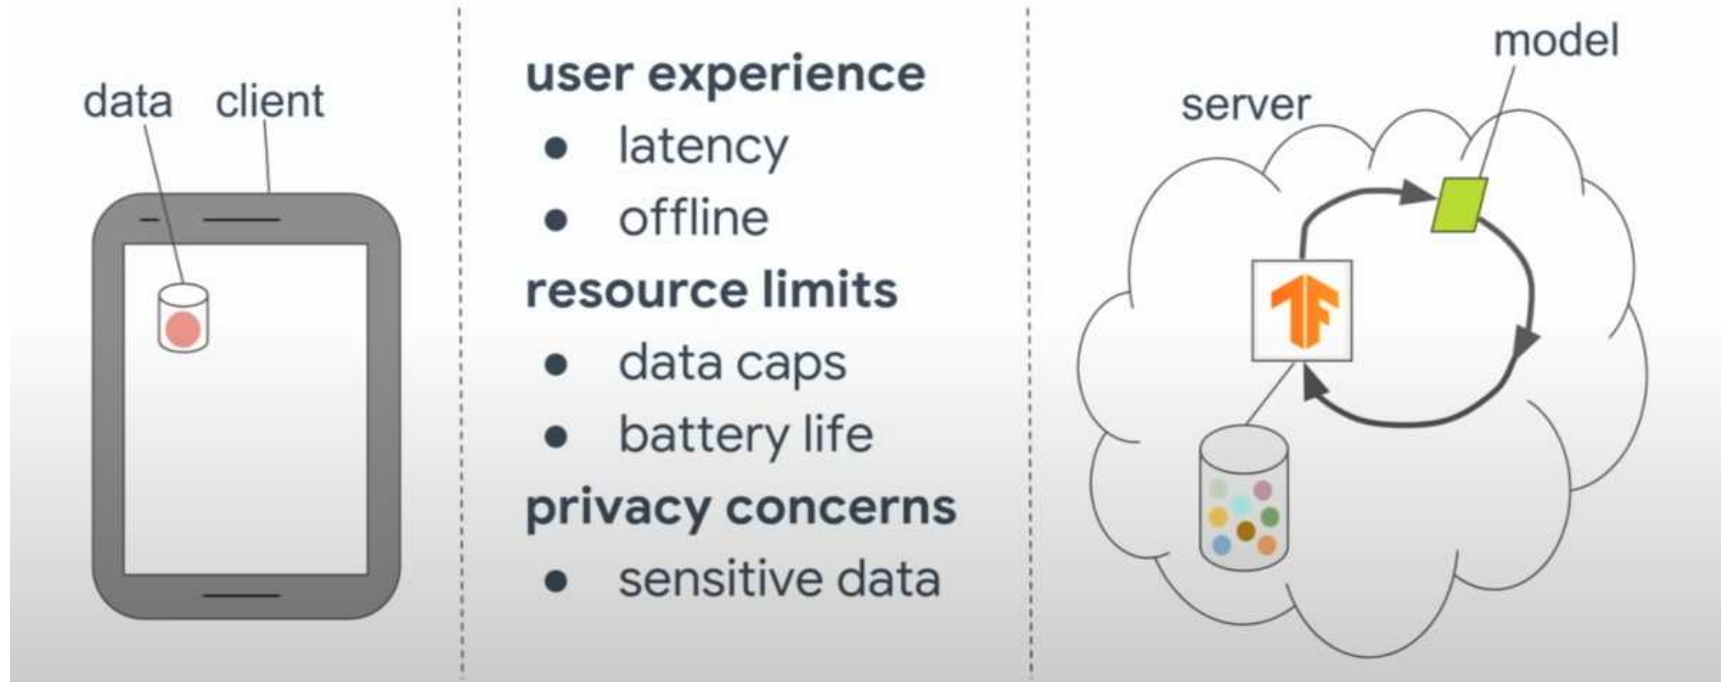 data client
user experience
● latency
● offline
resource limits
● data caps
● battery life
privacy concerns
● sensitive data
model
server